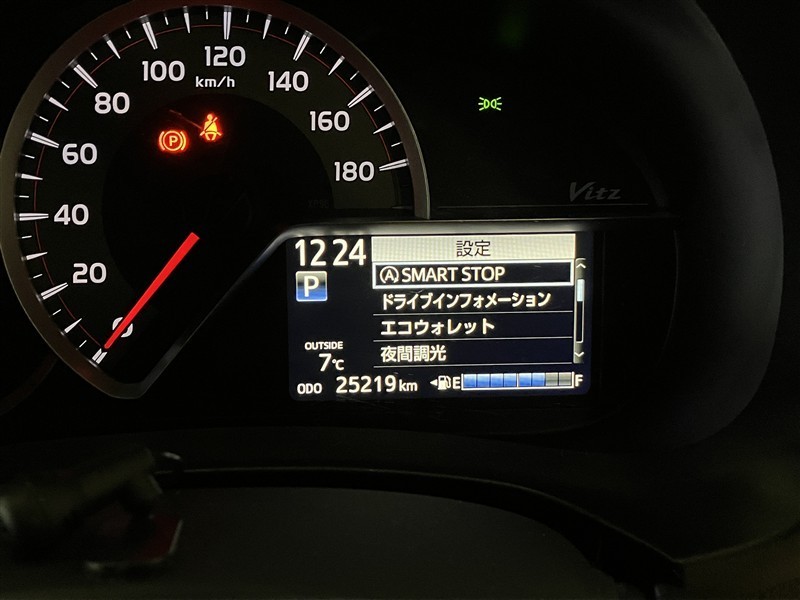 120
100
km/h
140
80
160
60
180
40
20
0
P
Vitz
12 24
設定
P
Ⓐ SMART STOP
ドライブインフォメーション
エコウォレット
夜間調光
OUTSIDE
7℃
ODO 25219 km
E F